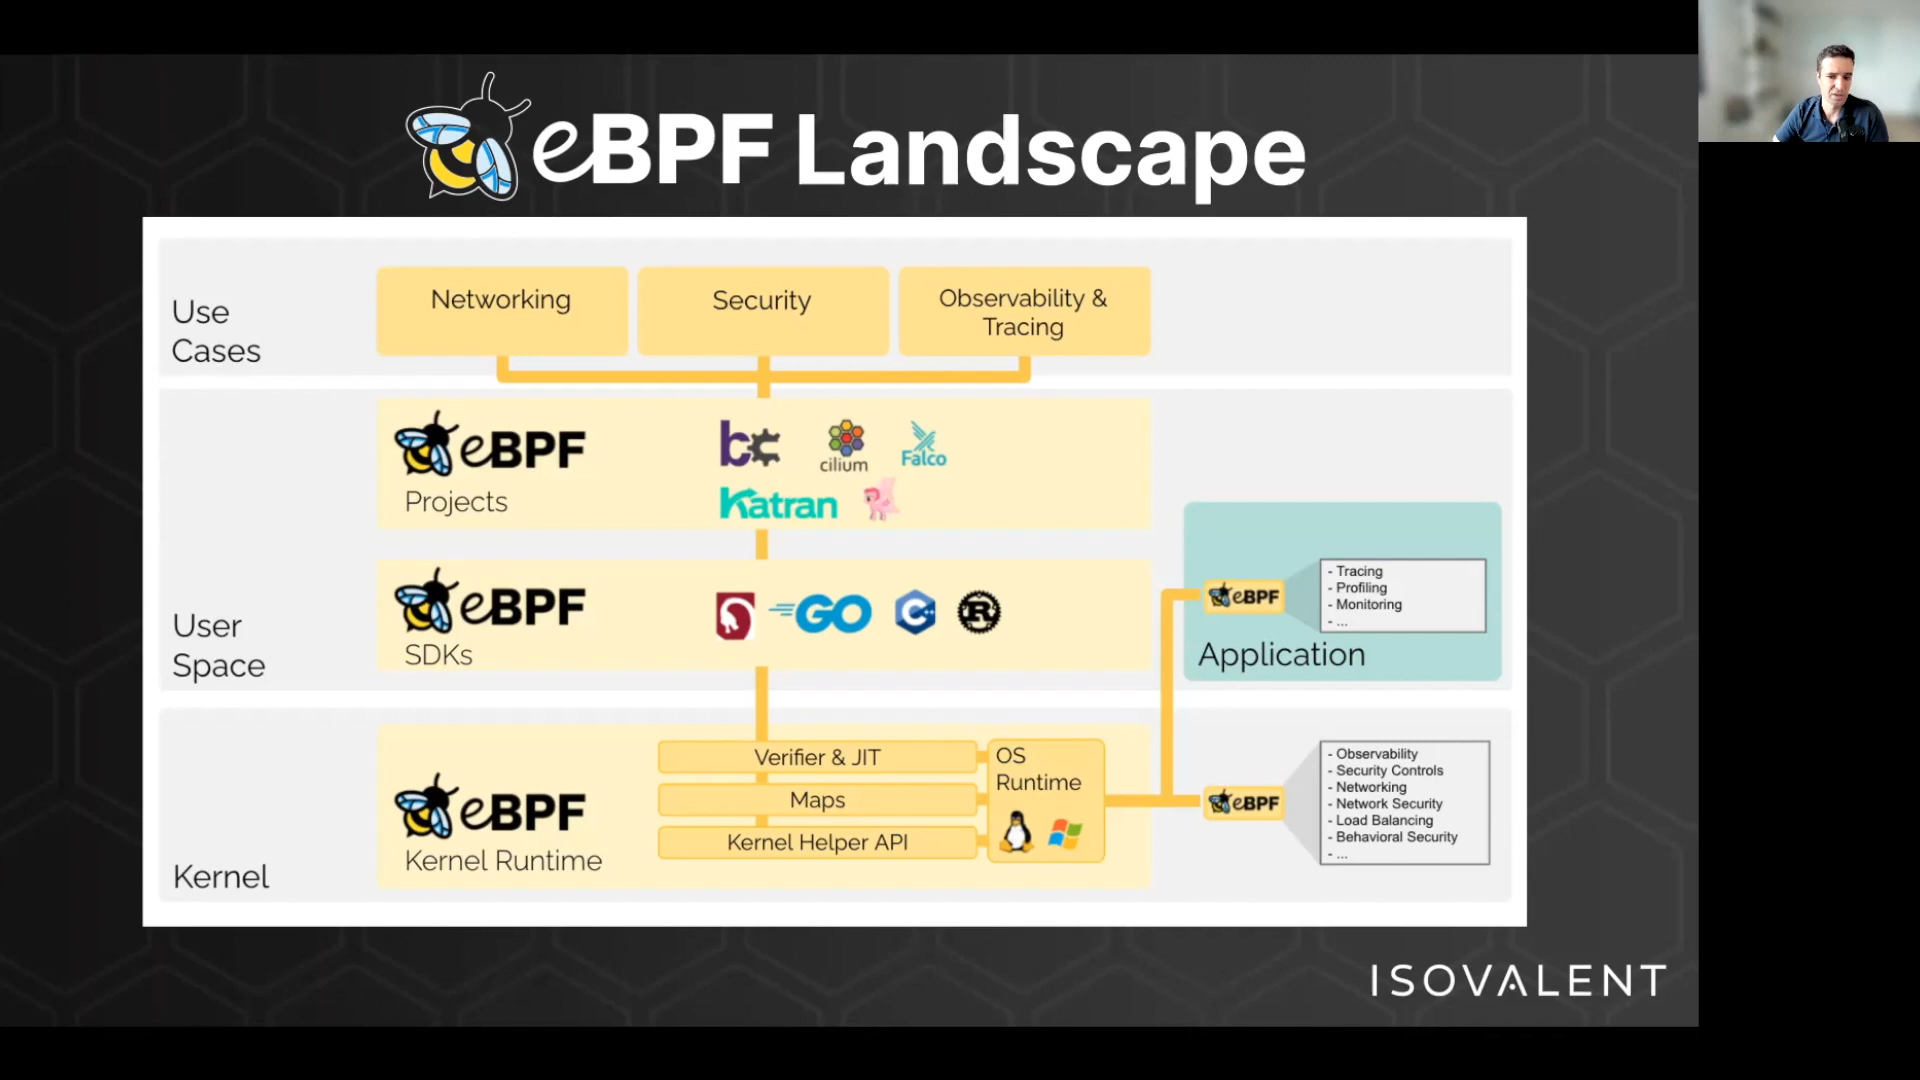 eBPF Landscape
Use
Cases
Networking
Security
Observability &
Tracing
User
Space
eBPF
Projects
bc
cilium
Falco
Katran
eBPF
SDKs
GO
C++
R
eBPF
- Tracing
- Profiling
- Monitoring
- ...
Application
Kernel
eBPF
Kernel Runtime
Verifier & JIT
Maps
Kernel Helper API
OS
Runtime
eBPF
- Observability
- Security Controls
- Networking
- Network Security
- Load Balancing
- Behavioral Security
- ...
ISOVALENT